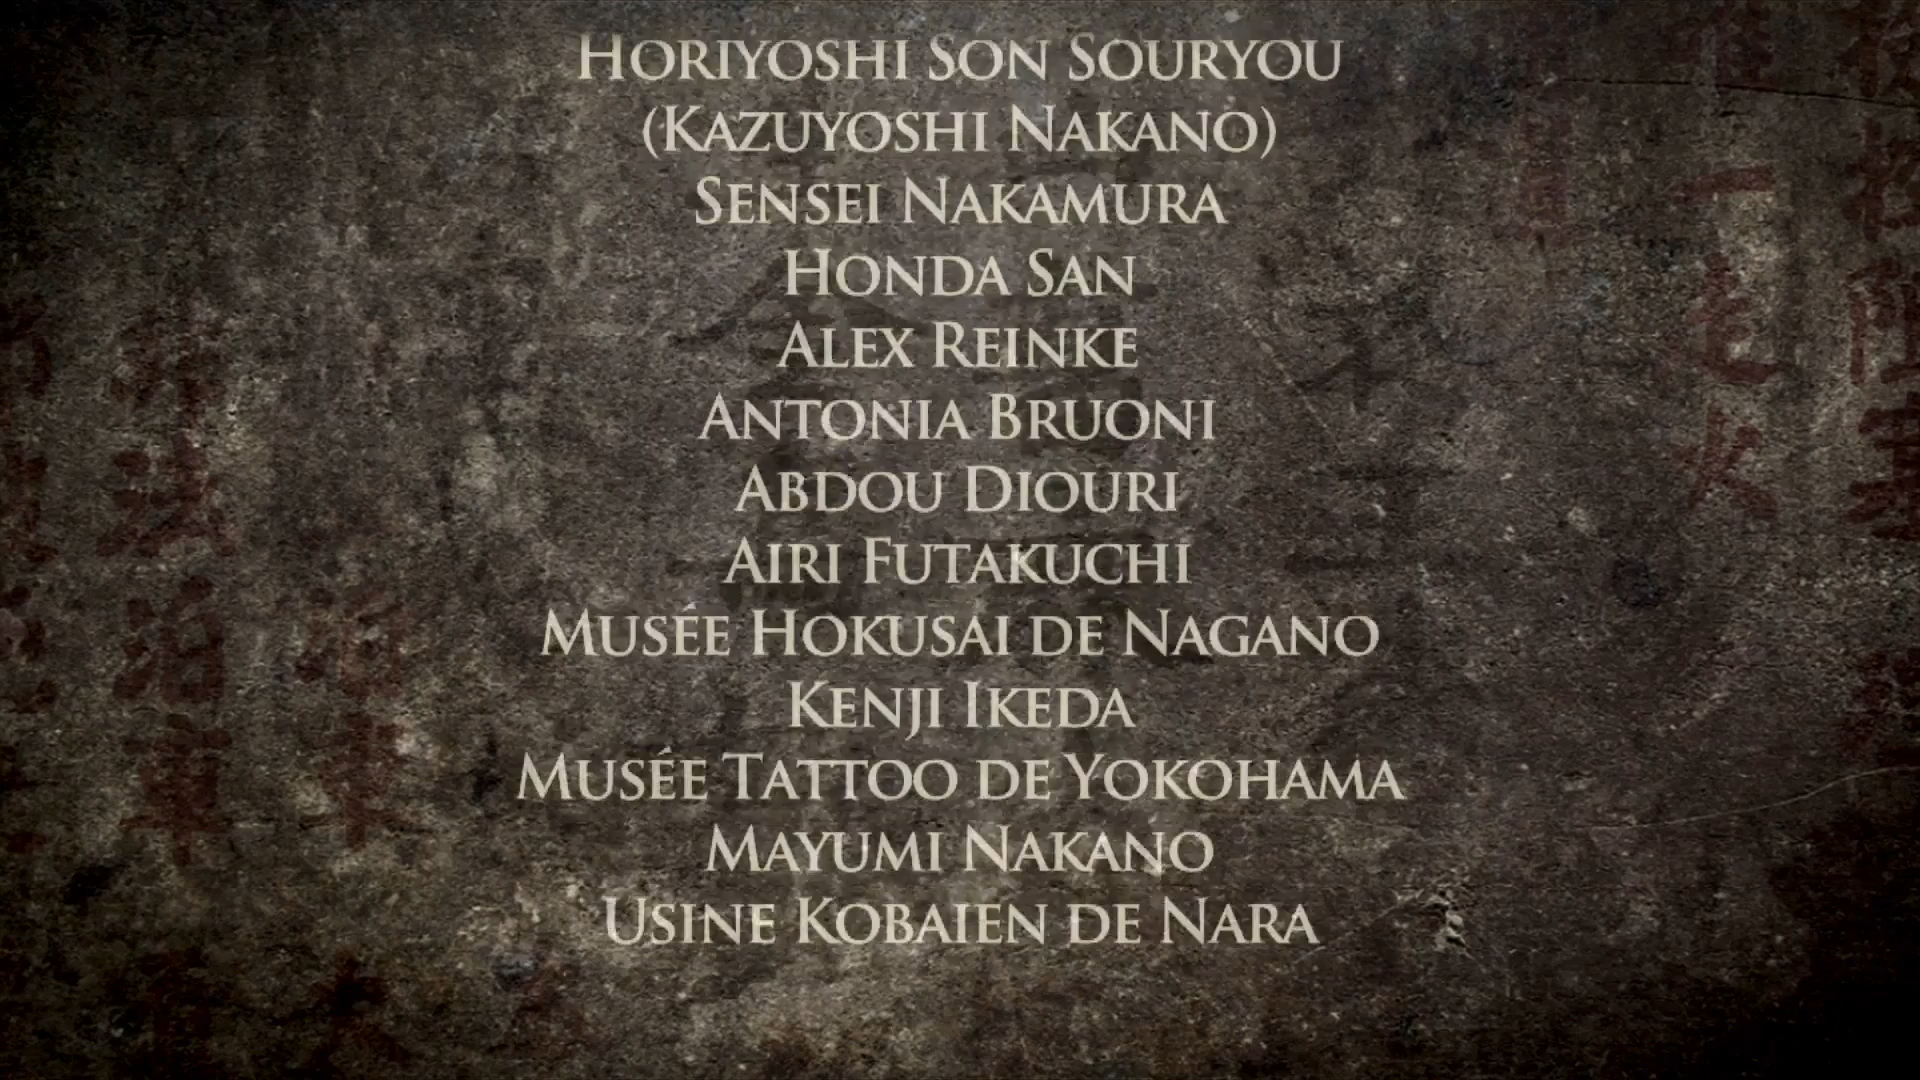 Horiyoshi Son Souryou
(Kazuyoshi Nakano)
Sensei Nakamura
Honda San
Alex Reinke
Antonia Bruoni
Abdou Diouri
Airi Futakuchi
Musée Hokusai de Nagano
Kenji Ikeda
Musée Tattoo de Yokohama
Mayumi Nakano
Usine Kobaien de Nara